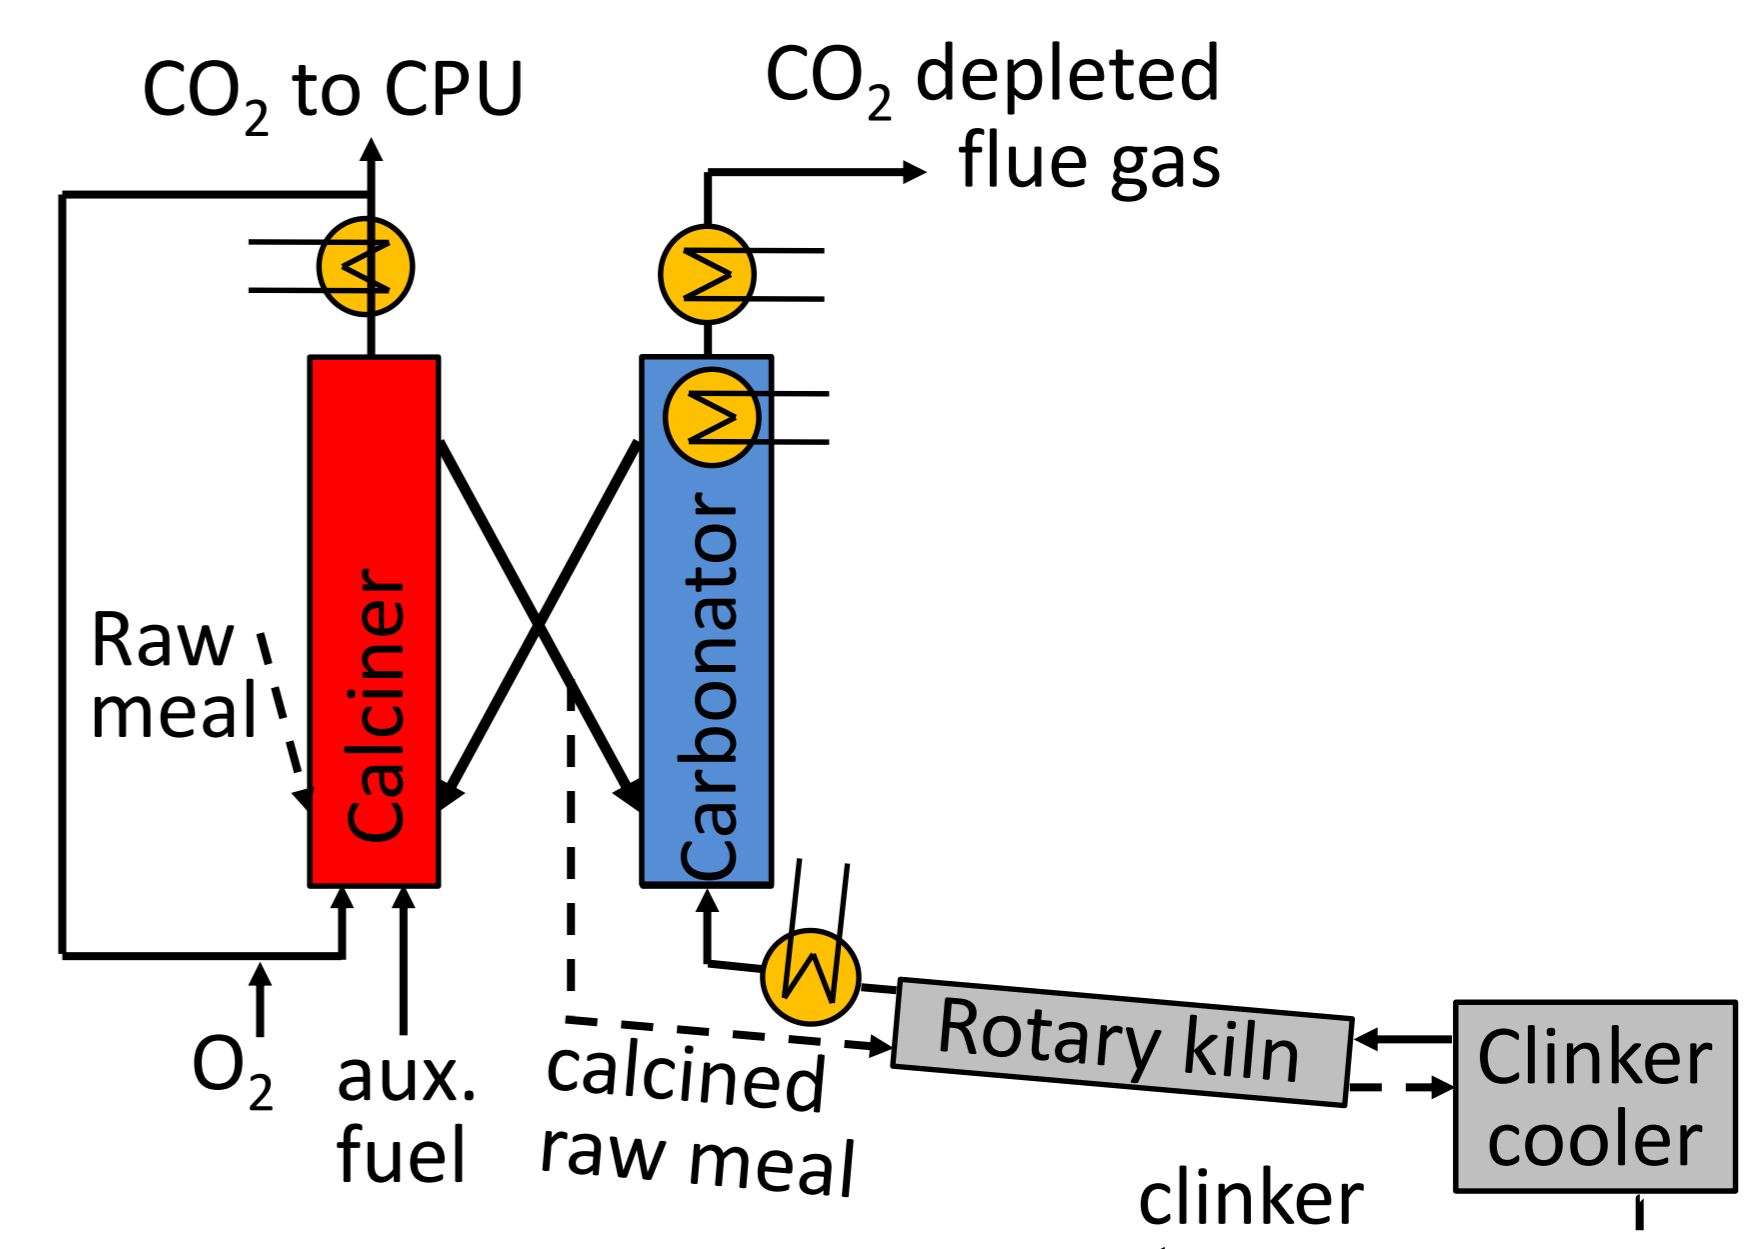 CO₂ to CPU
CO₂ depleted
flue gas
Raw
meal
Calciner
Carbonator
O₂
aux.
fuel
calcined
raw meal
Rotary kiln
Clinker
cooler
clinker